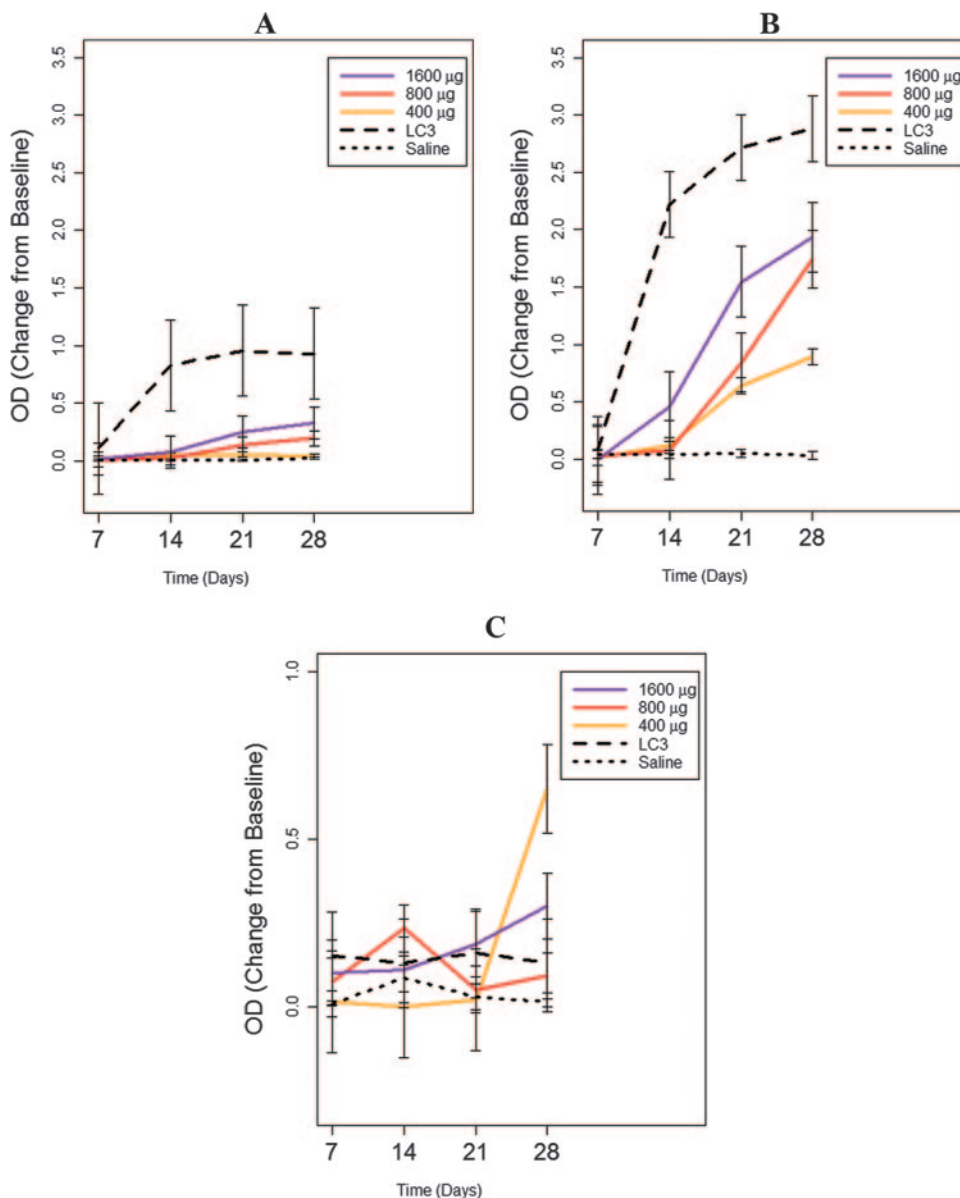 A
3.5
3.0
2.5
2.0
1.5
1.0
0.5
0.0
OD (Change from Baseline)
1600 μg
800 μg
400 μg
LC3
Saline
7 14 21 28
Time (Days)
B
3.5
3.0
2.5
2.0
1.5
1.0
0.5
0.0
OD (Change from Baseline)
1600 μg
800 μg
400 μg
LC3
Saline
7 14 21 28
Time (Days)
C
1.0
0.5
0.0
OD (Change from Baseline)
1600 μg
800 μg
400 μg
LC3
Saline
7 14 21 28
Time (Days)